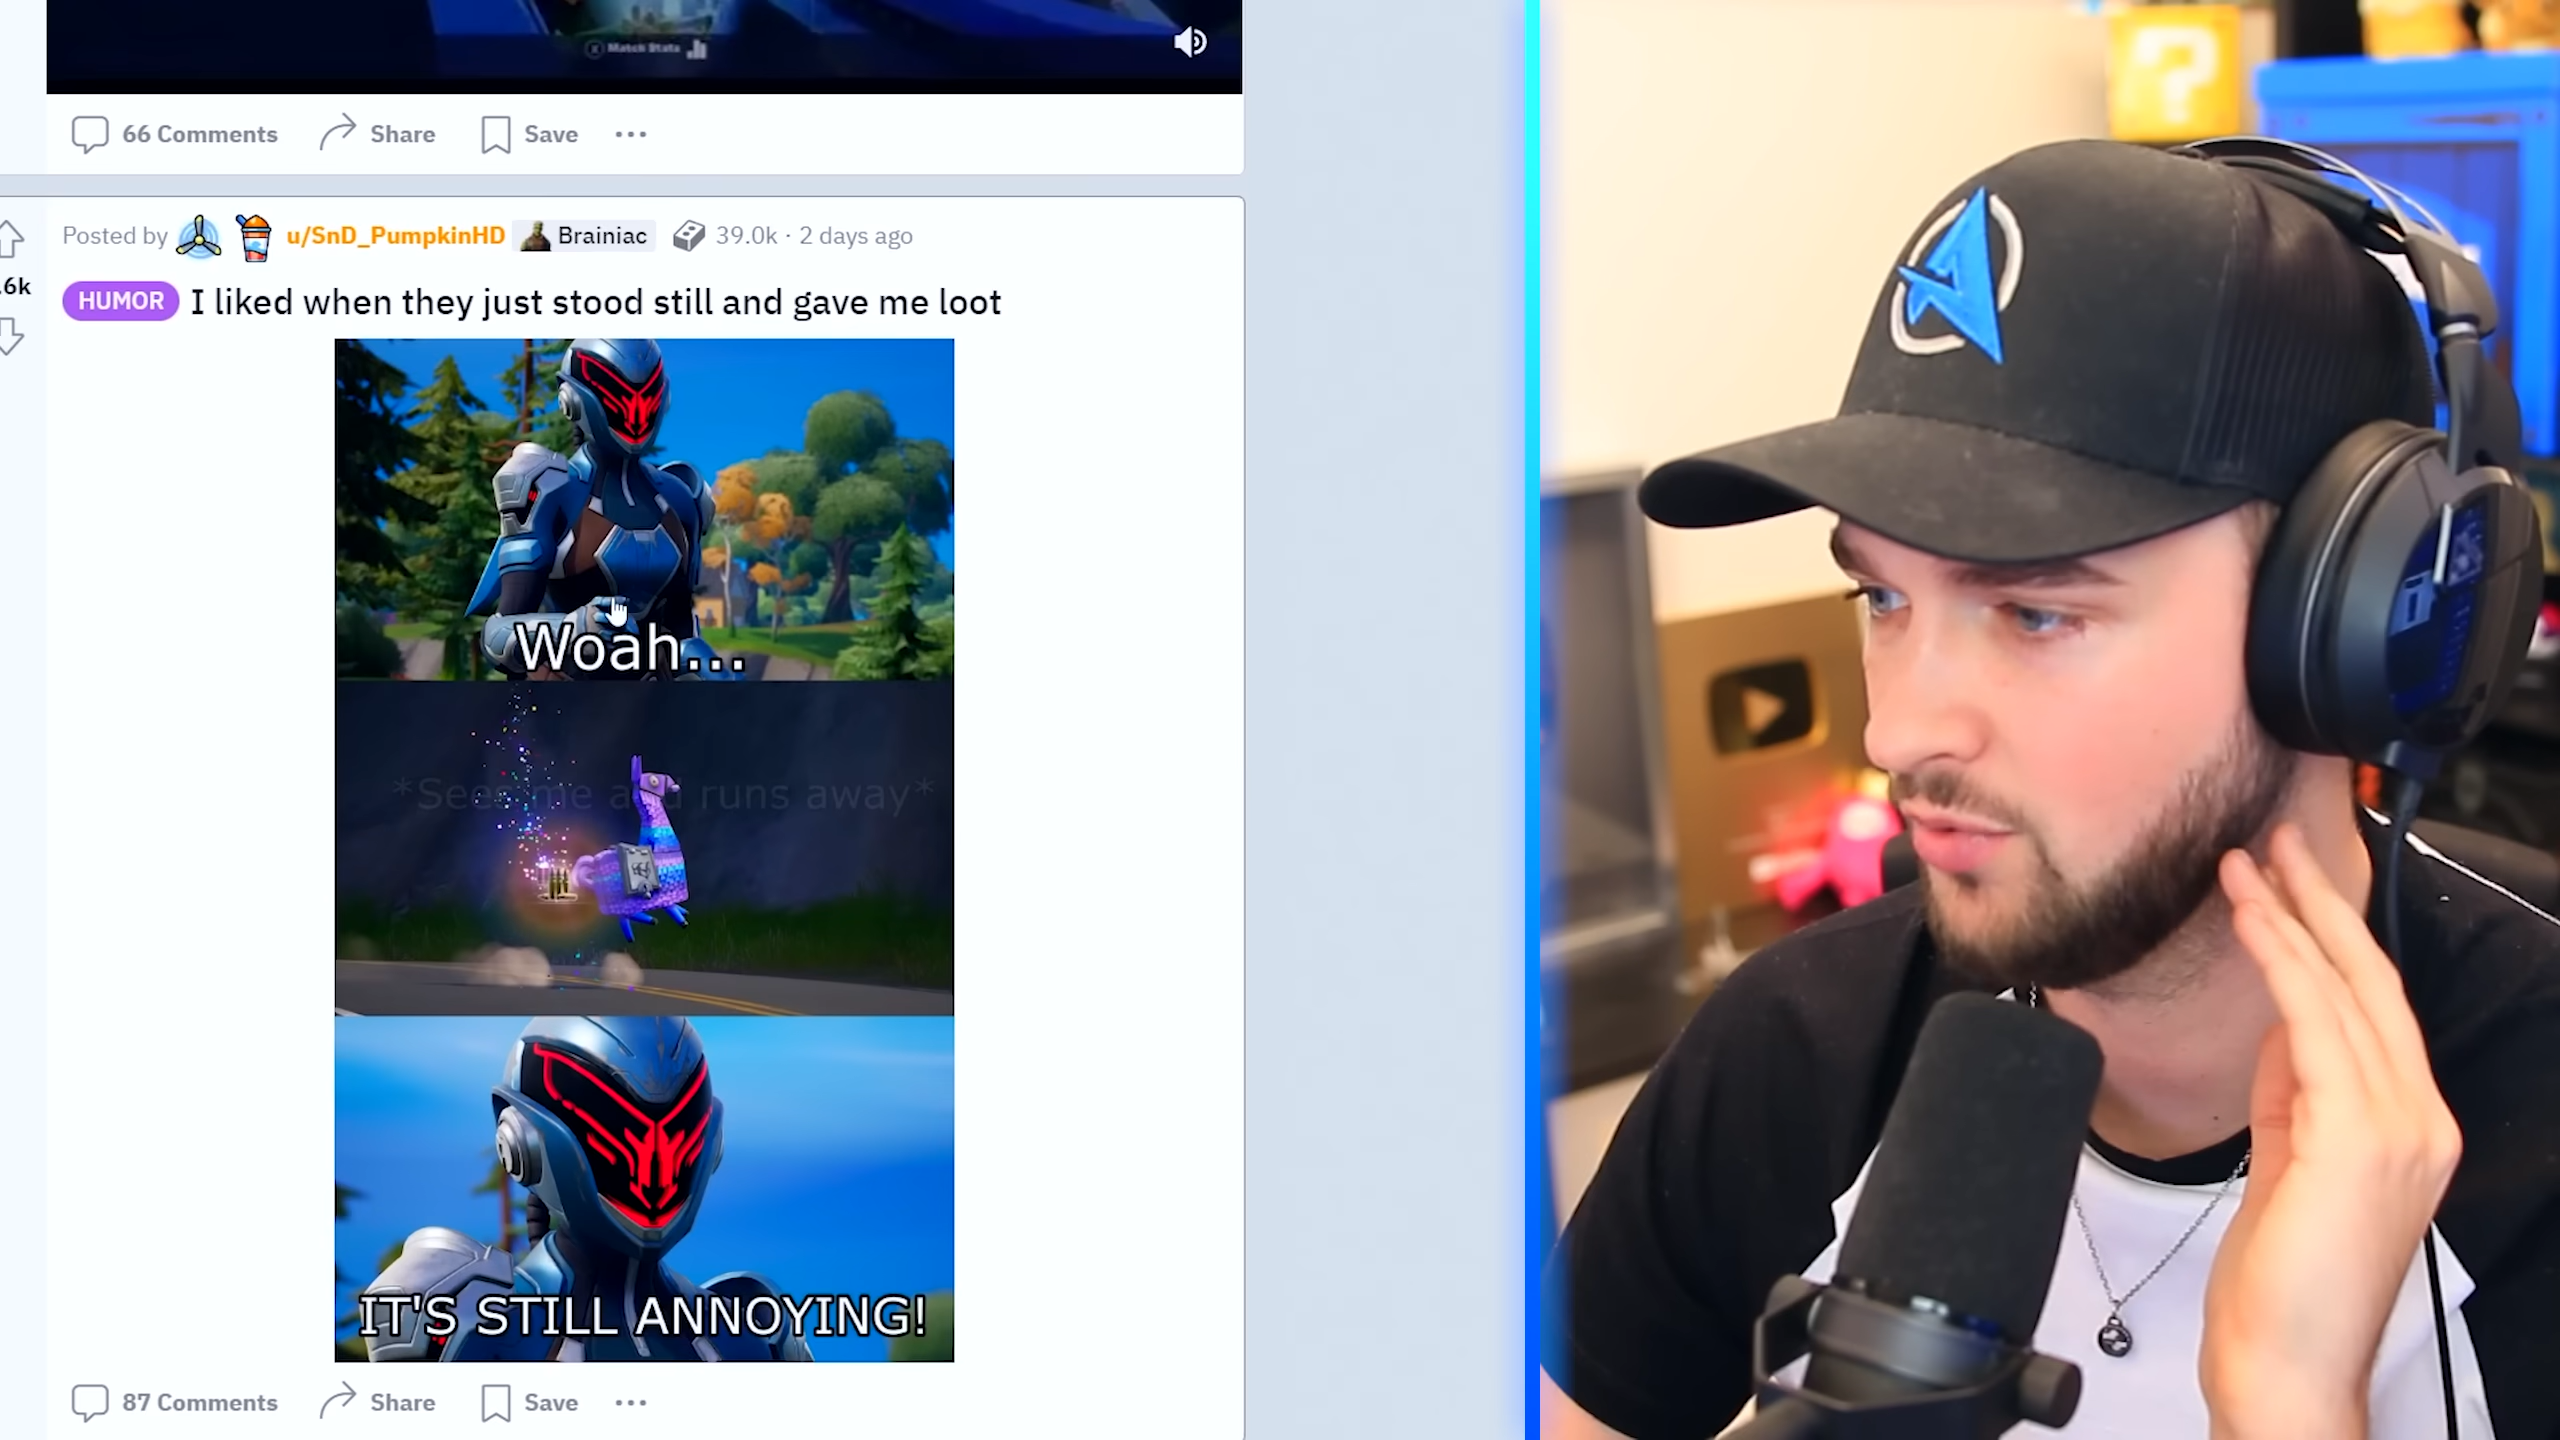 Match Stats
66 Comments Share Save
Posted by u/SnD_PumpkinHD Brainiac 39.0k · 2 days ago
.6k
HUMOR I liked when they just stood still and gave me loot
Woah...
*Sees me and runs away*
IT'S STILL ANNOYING!
87 Comments Share Save